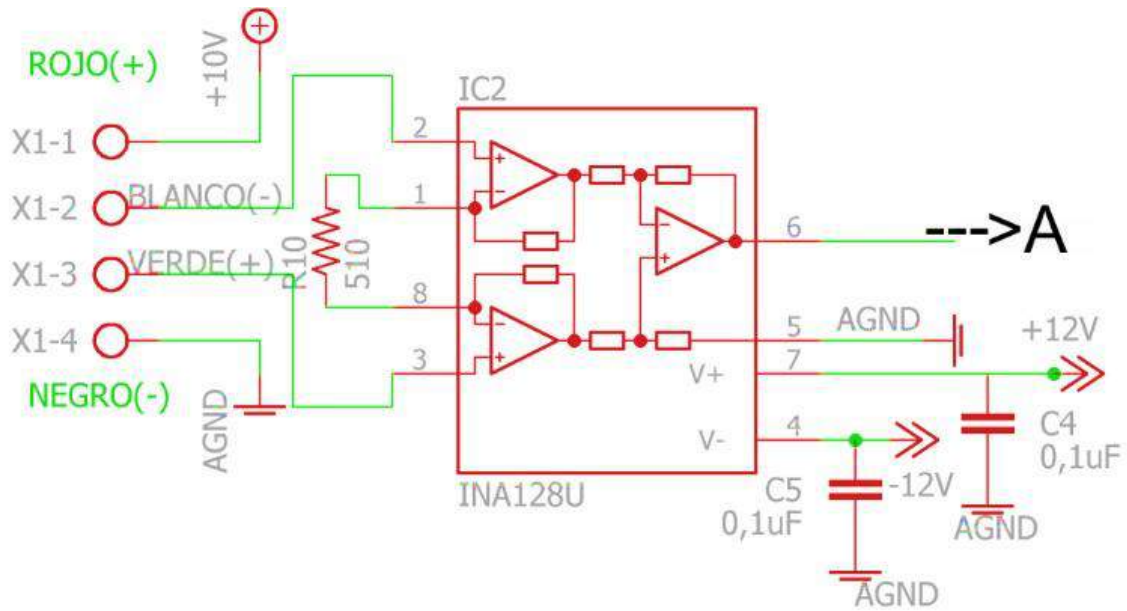 ROJO(+)
+10V
X1-1
X1-2
BLANCO(-)
X1-3
VERDE(+)
X1-4
NEGRO(-)
AGND
R10
510
IC2
2
1
8
3
+
-
-
+
-
+
6
5
7
4
V+
V-
INA128U
--->A
AGND
+12V
C4
0,1uF
AGND
-12V
C5
0,1uF
AGND